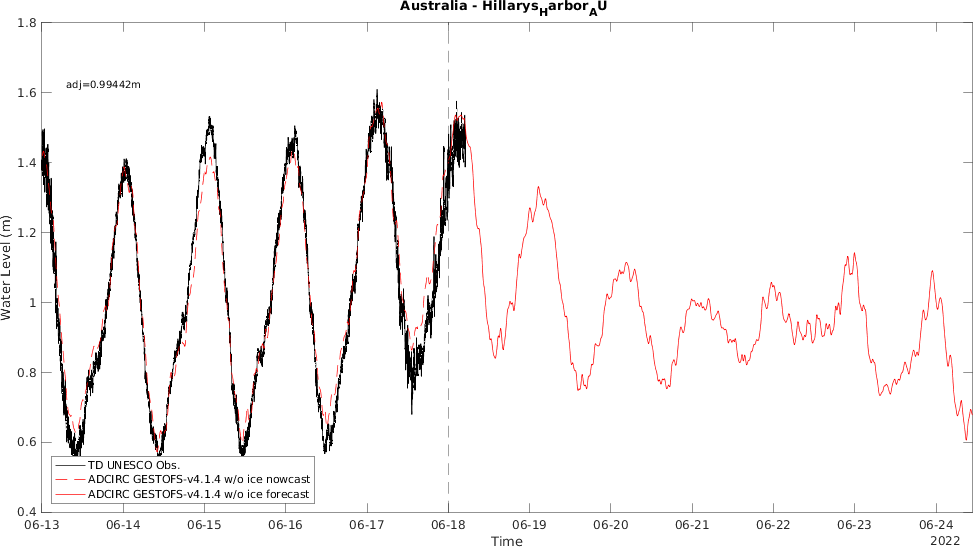 Australia - HillarysHarborAU
1.8
adj=0.99442m
1.6
1.4
1.2
1
0.8
0.6
0.4
Water Level (m)
TD UNESCO Obs.
ADCIRC GESTOFS-v4.1.4 w/o ice nowcast
ADCIRC GESTOFS-v4.1.4 w/o ice forecast
06-13 06-14 06-15 06-16 06-17 06-18 06-19 06-20 06-21 06-22 06-23 06-24
Time
2022